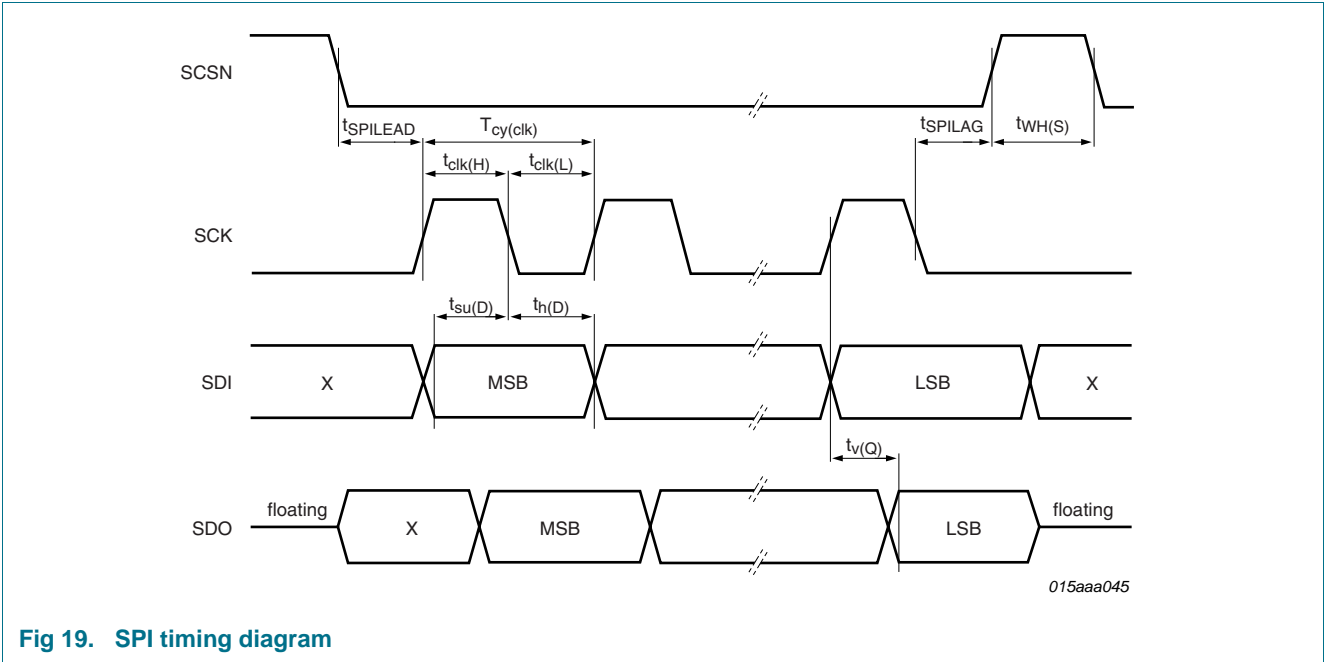 SCSN
tSPILEAD
Tcy(clk)
tSPILAG
tWH(S)
tclk(H)
tclk(L)
SCK
tsu(D)
th(D)
SDI
X
MSB
LSB
X
tv(Q)
SDO
floating
X
MSB
LSB
floating
015aaa045
Fig 19. SPI timing diagram